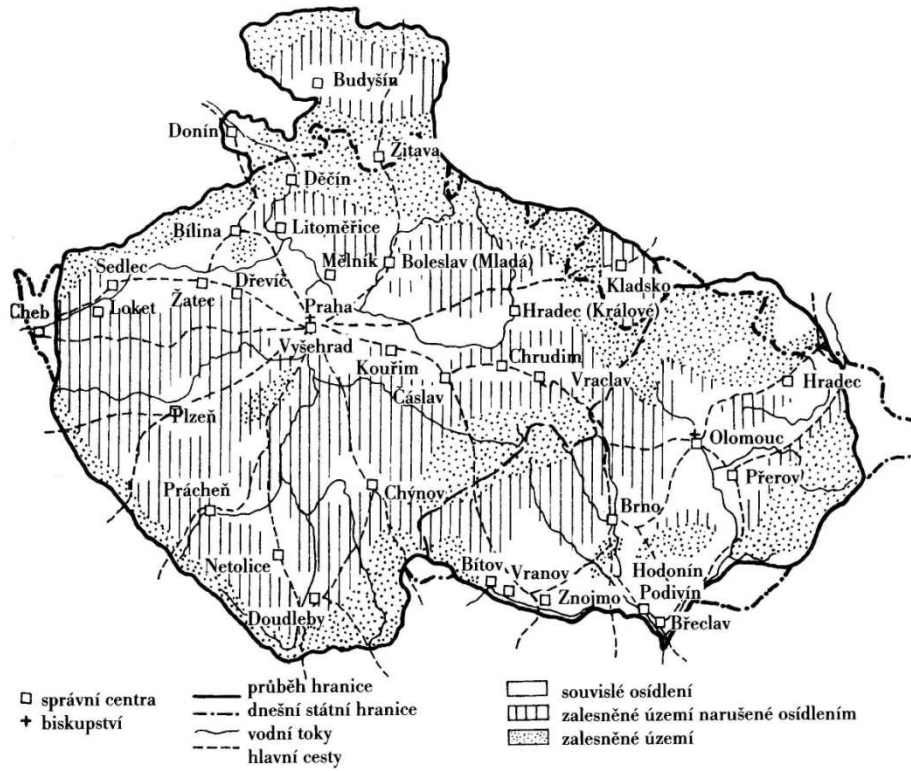 Budyšín
Donín
Žitava
Děčín
Bílina
Litoměřice
Sedlec
Mělník
Boleslav (Mladá)
Kladsko
Cheb
Loket
Žatec
Dřevíč
Praha
Hradec (Králové)
Vyšehrad
Kouřim
Chrudim
Vraclav
Hradec
Plzeň
Čáslav
Olomouc
Přerov
Prácheň
Chýnov
Brno
Netolice
Bítov
Vranov
Hodonín
Doudleby
Znojmo
Podivín
Břeclav
správní centra
biskupství
průběh hranice
dnešní státní hranice
vodní toky
hlavní cesty
souvislé osídlení
zalesněné území narušené osídlením
zalesněné území